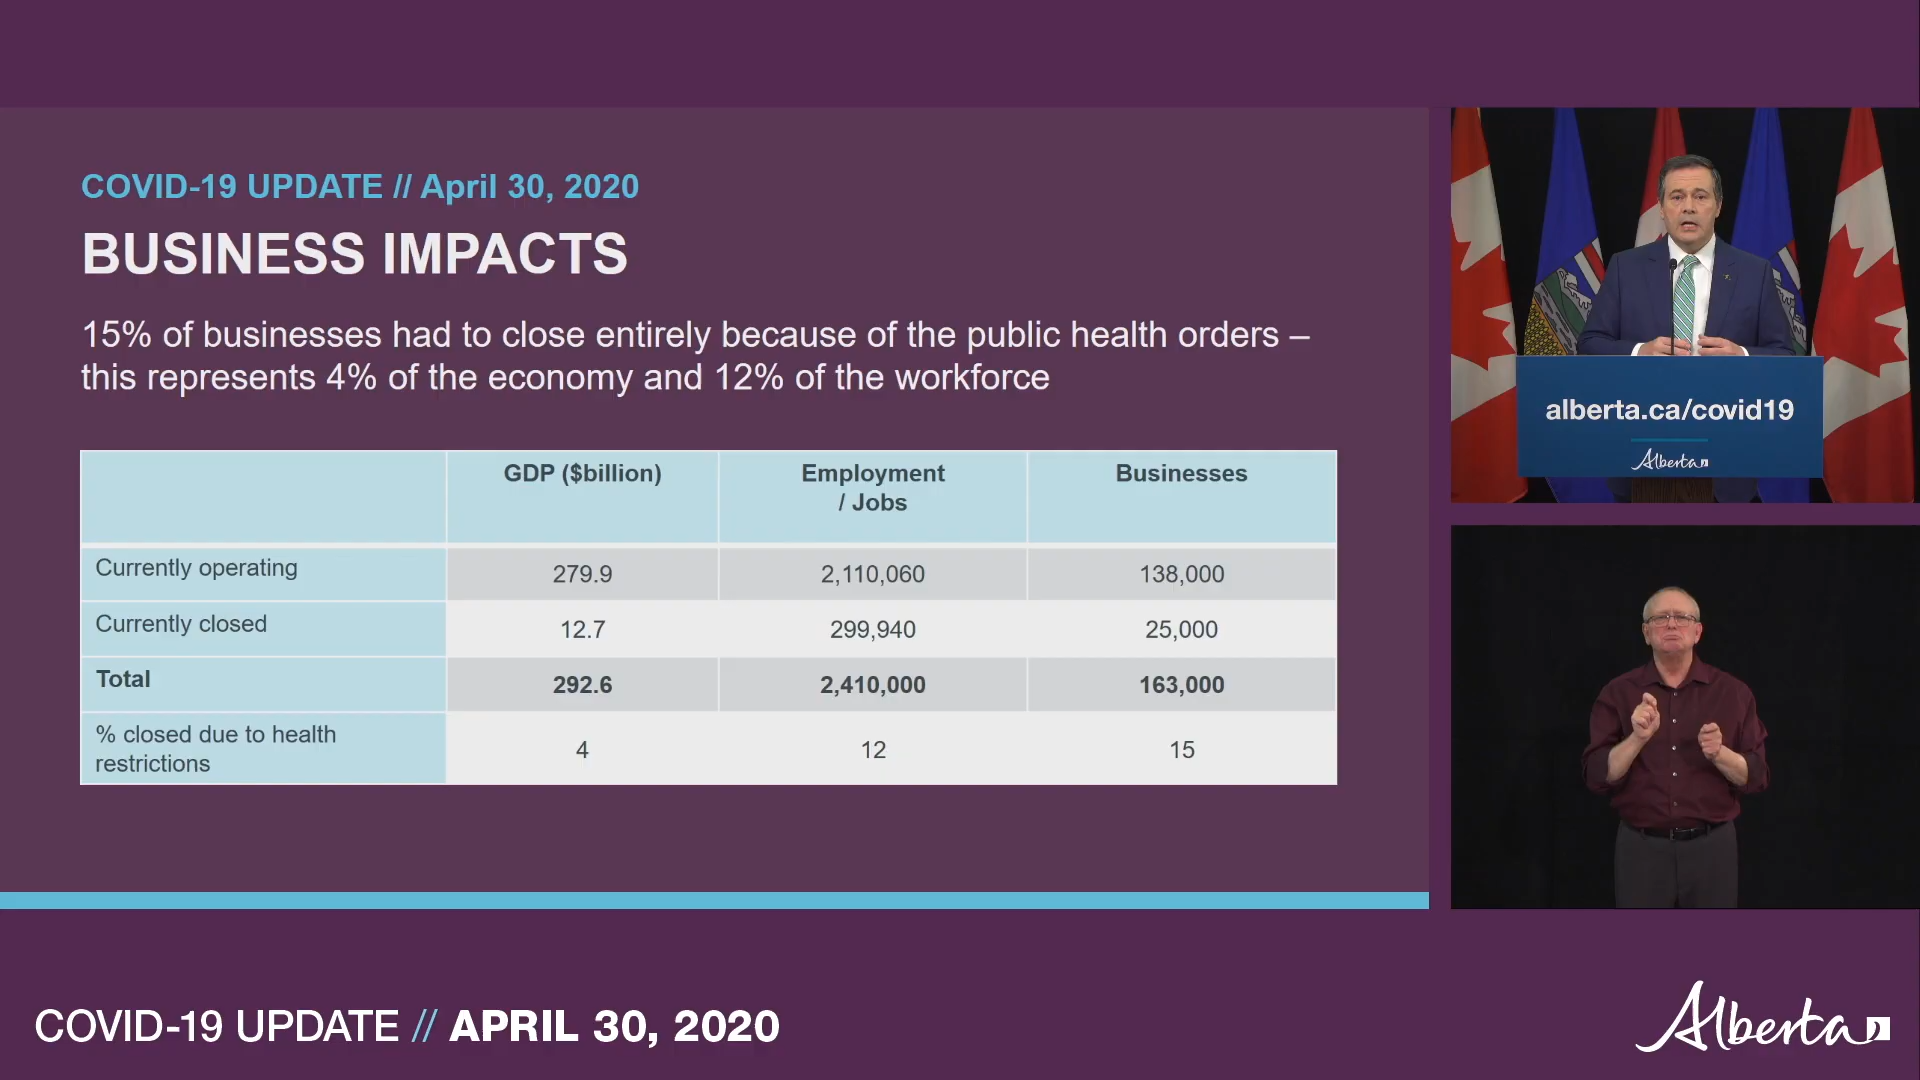 COVID-19 UPDATE // April 30, 2020
BUSINESS IMPACTS
15% of businesses had to close entirely because of the public health orders –
this represents 4% of the economy and 12% of the workforce
GDP ($billion) Employment / Jobs Businesses
Currently operating 279.9 2,110,060 138,000
Currently closed 12.7 299,940 25,000
Total 292.6 2,410,000 163,000
% closed due to health restrictions 4 12 15
alberta.ca/covid19
Alberta
COVID-19 UPDATE // APRIL 30, 2020
Alberta